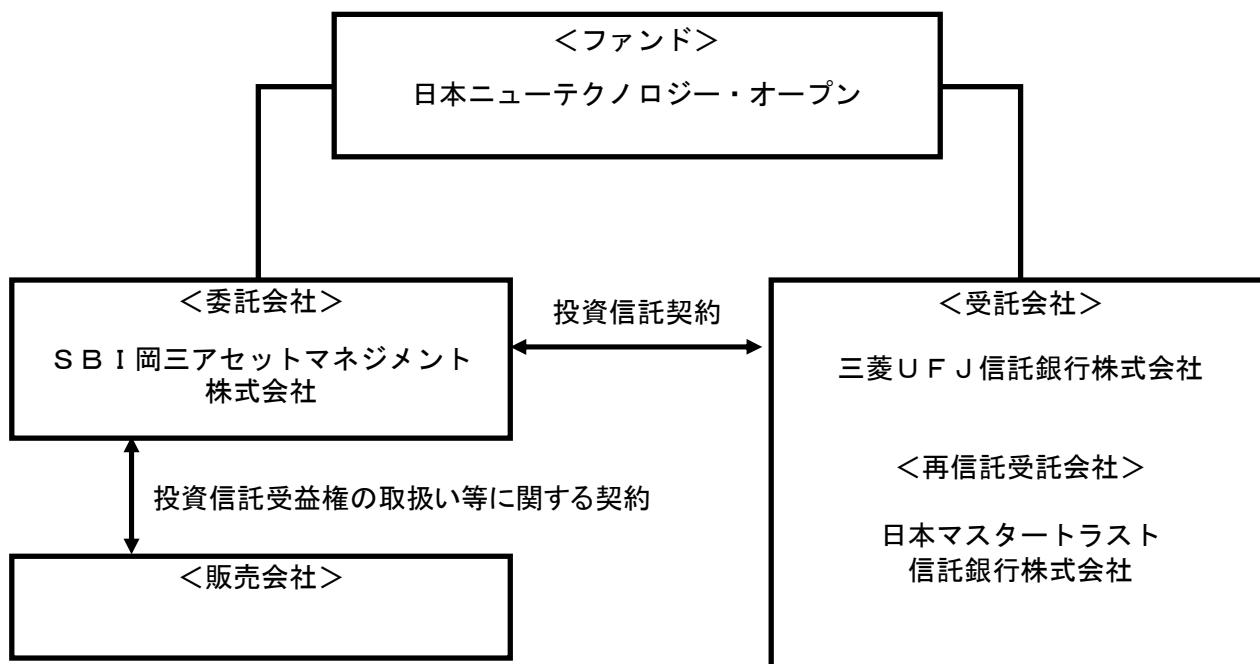 ＜ファンド＞
日本ニューテクノロジー・オープン
＜委託会社＞
ＳＢＩ岡三アセットマネジメント
株式会社
投資信託契約
＜受託会社＞
三菱ＵＦＪ信託銀行株式会社
＜再信託受託会社＞
日本マスタートラスト
信託銀行株式会社
投資信託受益権の取扱い等に関する契約
＜販売会社＞